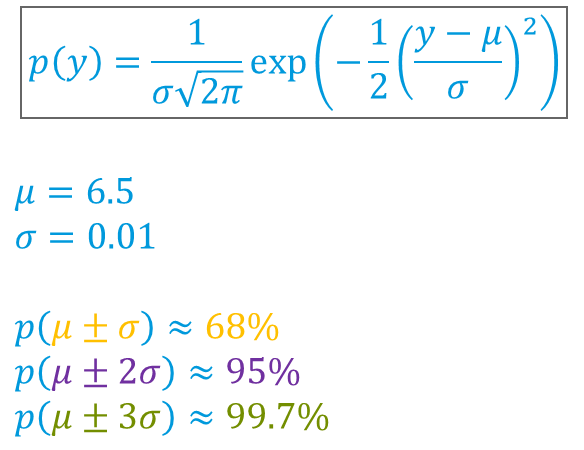 p(y) = 1/(σ√(2π)) exp(−1/2((y − μ)/σ)²)
μ = 6.5
σ = 0.01
p(μ ± σ) ≈ 68%
p(μ ± 2σ) ≈ 95%
p(μ ± 3σ) ≈ 99.7%